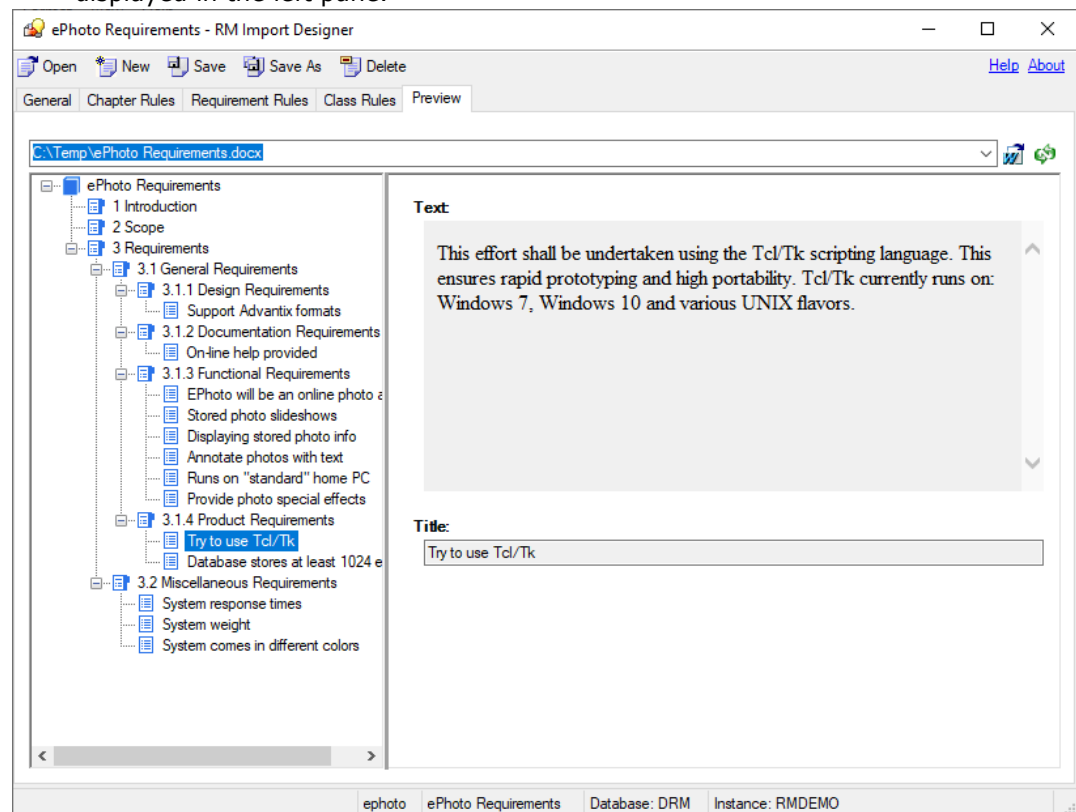 displayed in the left pane.
ePhoto Requirements - RM Import Designer
Open New Save Save As Delete Help About
General Chapter Rules Requirement Rules Class Rules Preview
C:\Temp\ePhoto Requirements.docx
ePhoto Requirements
1 Introduction
2 Scope
3 Requirements
3.1 General Requirements
3.1.1 Design Requirements
Support Advantix formats
3.1.2 Documentation Requirements
On-line help provided
3.1.3 Functional Requirements
EPhoto will be an online photo a
Stored photo slideshows
Displaying stored photo info
Annotate photos with text
Runs on "standard" home PC
Provide photo special effects
3.1.4 Product Requirements
Try to use Tcl/Tk
Database stores at least 1024 e
3.2 Miscellaneous Requirements
System response times
System weight
System comes in different colors
Text:
This effort shall be undertaken using the Tcl/Tk scripting language. This
ensures rapid prototyping and high portability. Tcl/Tk currently runs on:
Windows 7, Windows 10 and various UNIX flavors.
Title:
Try to use Tcl/Tk
ephoto ePhoto Requirements Database: DRM Instance: RMDEMO